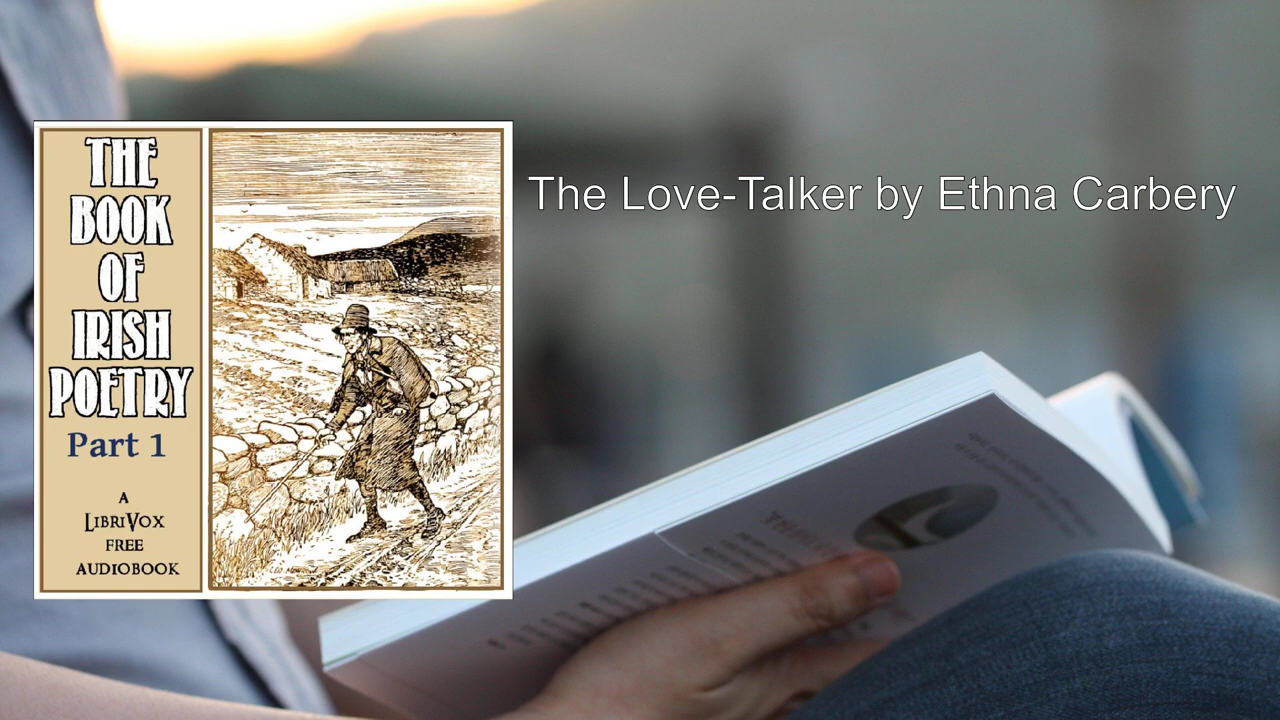 THE
BOOK
OF
IRISH
POETRY
Part 1
A
LIBRIVOX
FREE
AUDIOBOOK
The Love-Talker by Ethna Carbery